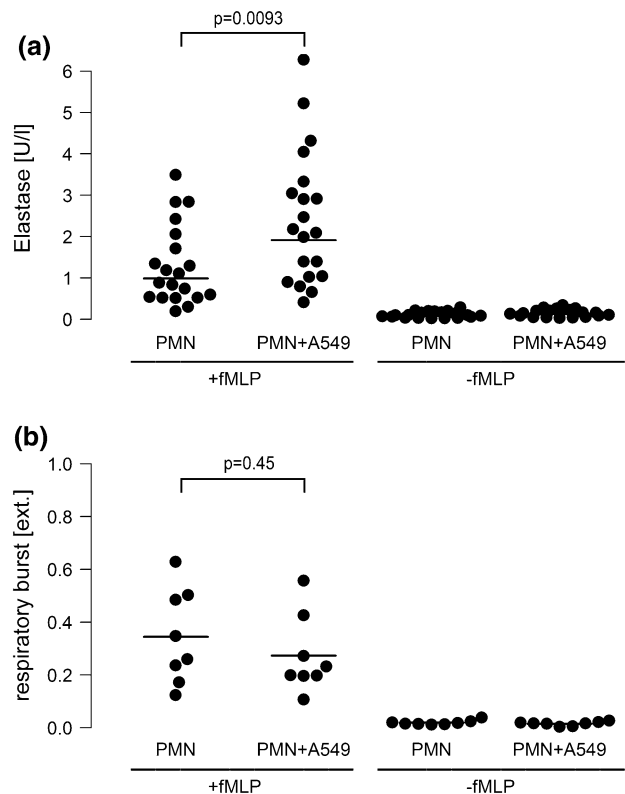 p=0.0093
(a)
Elastase [U/l]
6
5
4
3
2
1
0
PMN PMN+A549 PMN PMN+A549
+fMLP -fMLP
(b)
p=0.45
respiratory burst [ext.]
1.0
0.8
0.6
0.4
0.2
0.0
PMN PMN+A549 PMN PMN+A549
+fMLP -fMLP